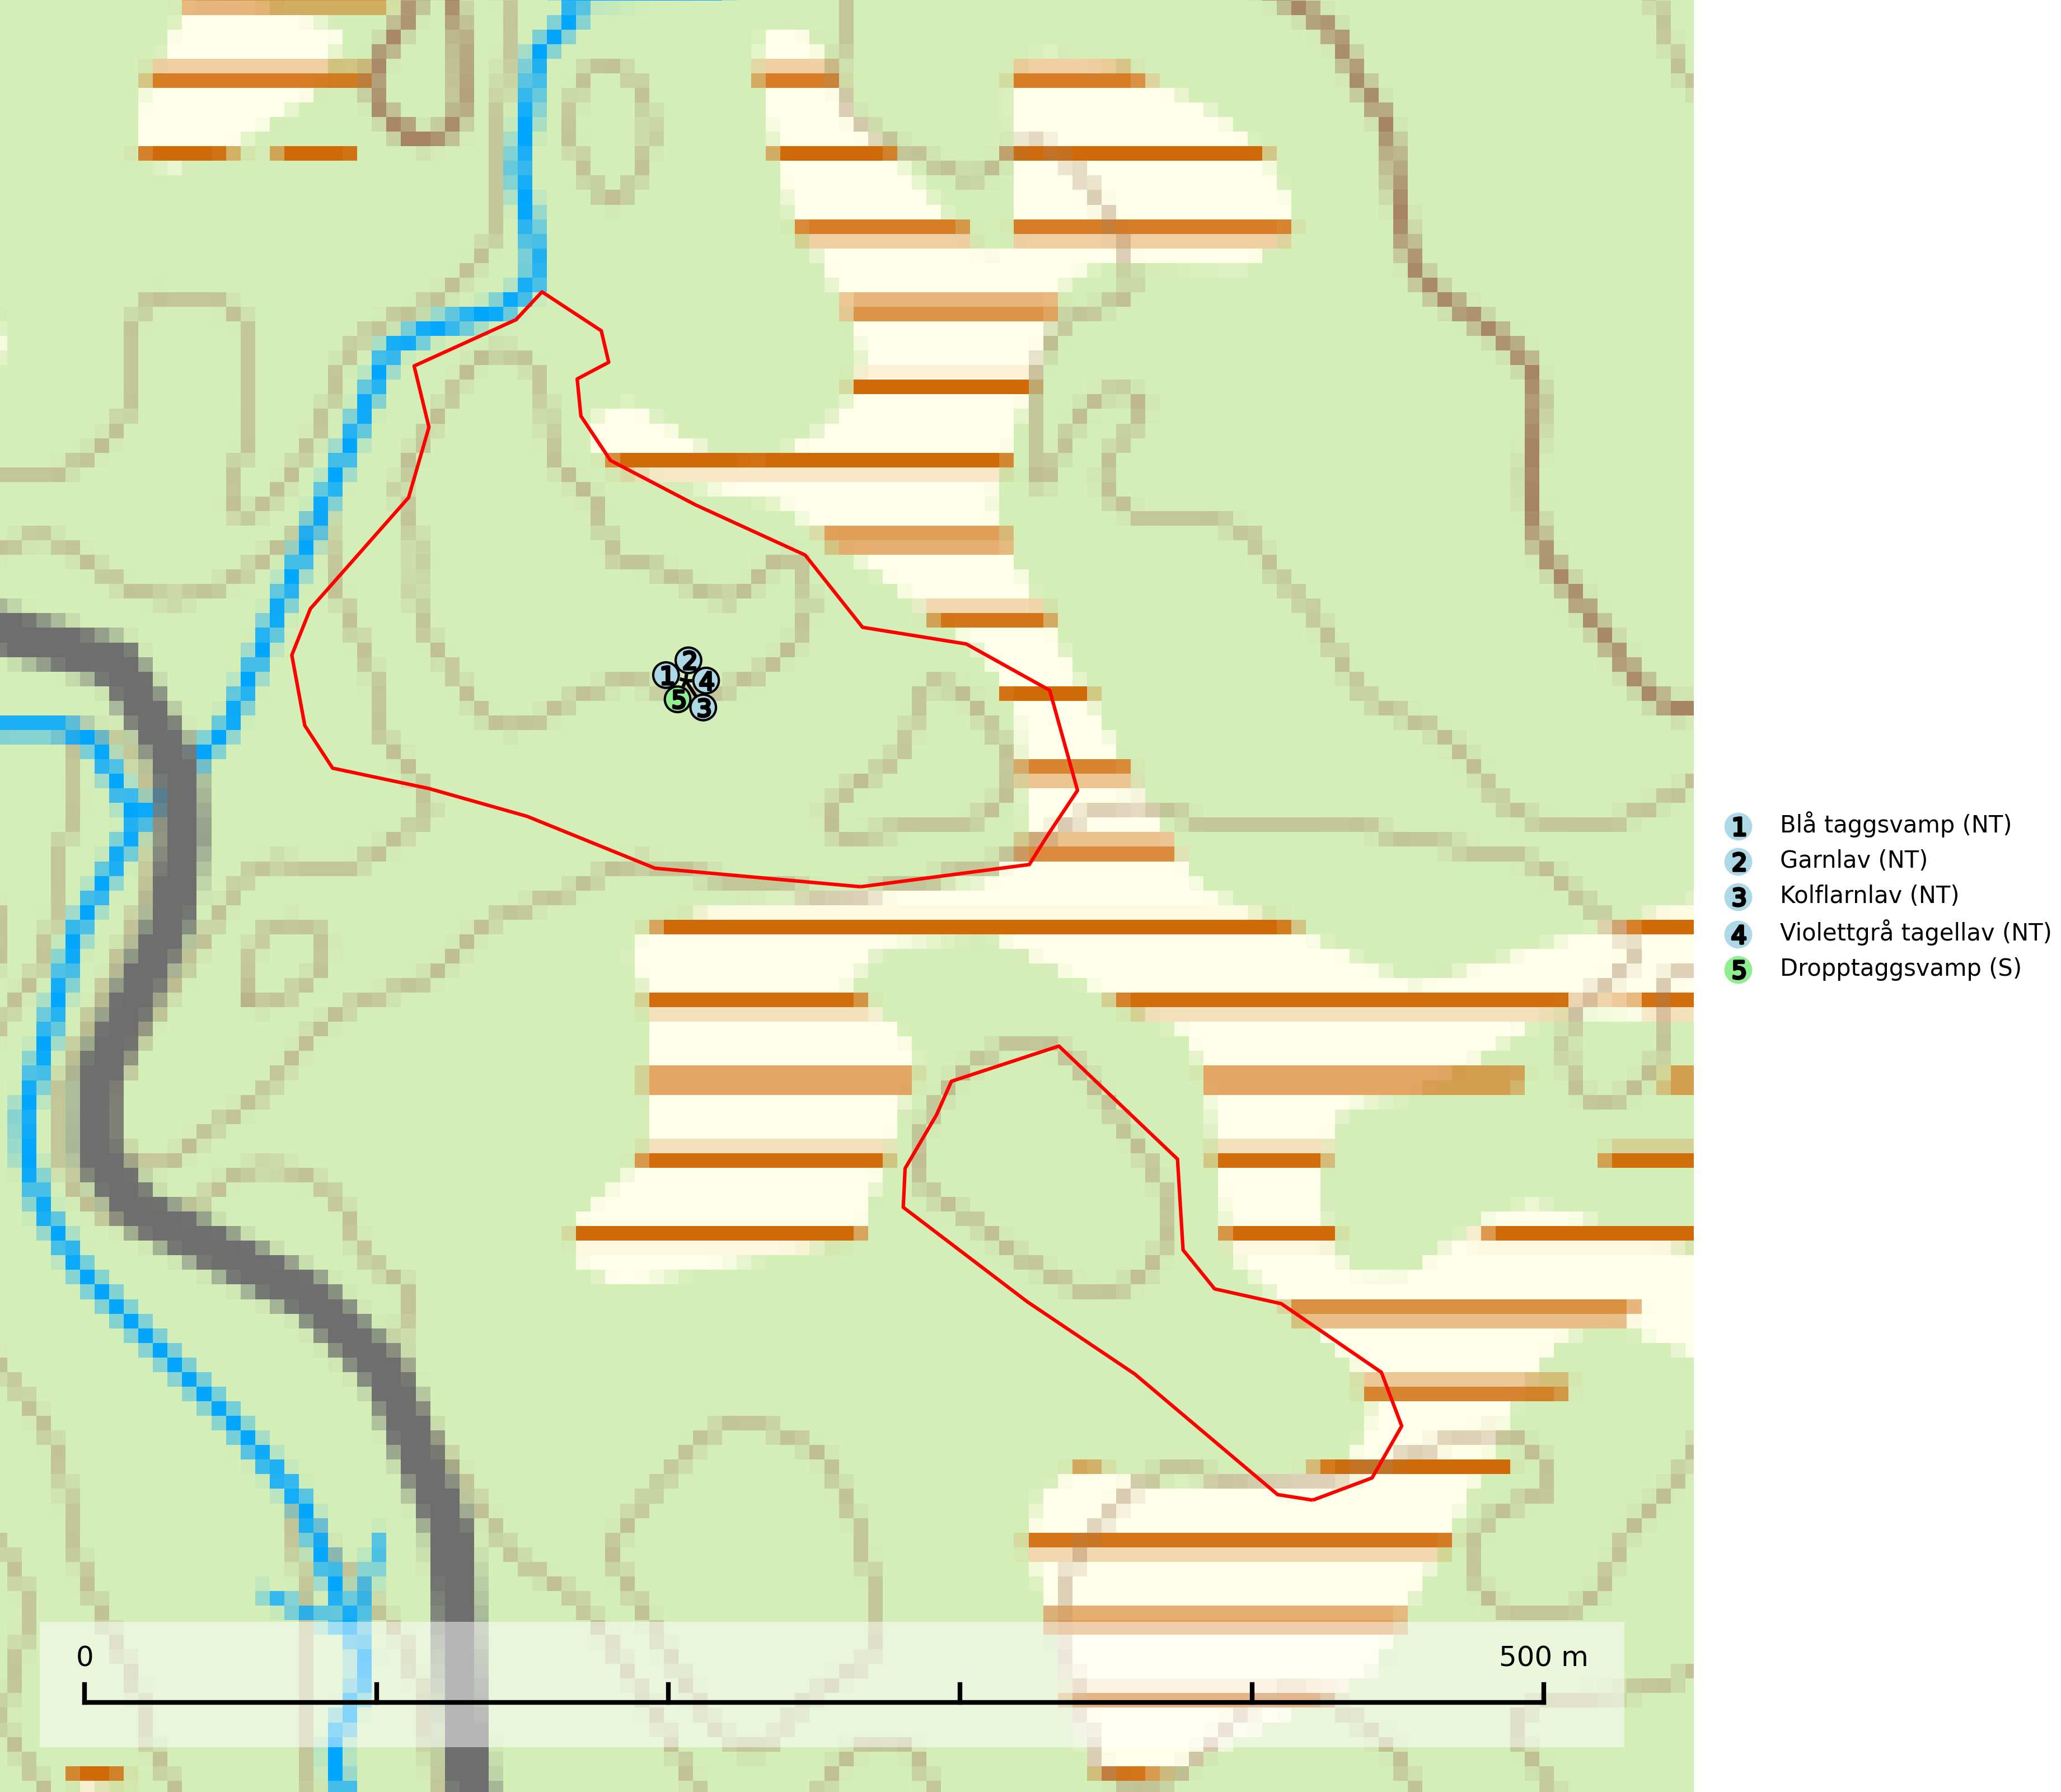 2
1
4
5
3
1 Blå taggsvamp (NT)
2 Garnlav (NT)
3 Kolflarnlav (NT)
4 Violettgrå tagellav (NT)
5 Dropptaggsvamp (S)
0 500 m